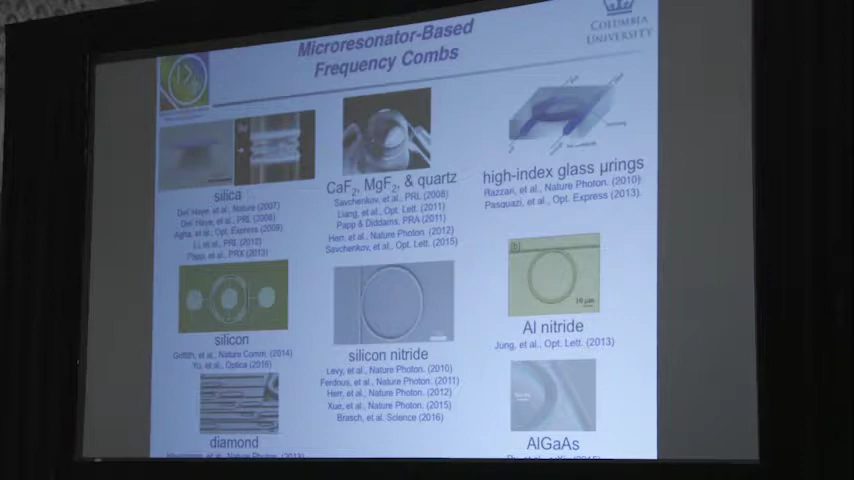 Microresonator-Based
Frequency Combs
COLUMBIA
UNIVERSITY
silica
Del'Haye, et al., Nature (2007)
Del'Haye, et al., PRL (2008)
Agha, et al., Opt. Express (2009)
Li, et al., PRL (2012)
Papp, et al., PRX (2013)
CaF2, MgF2, & quartz
Savchenkov, et al., PRL (2008)
Liang, et al., Opt. Lett. (2011)
Papp & Diddams, PRA (2011)
Herr, et al., Nature Photon. (2012)
Savchenkov, et al., Opt. Lett. (2015)
high-index glass μrings
Razzari, et al., Nature Photon. (2010)
Pasquazi, et al., Opt. Express (2013).
silicon
Griffith, et al., Nature Comm. (2014)
Yu, et al., Optica (2016)
silicon nitride
Levy, et al., Nature Photon. (2010)
Ferdous, et al., Nature Photon. (2011)
Herr, et al., Nature Photon. (2012)
Xue, et al., Nature Photon. (2015)
Brasch, et al. Science (2016)
(b)
10 μm
Al nitride
Jung, et al., Opt. Lett. (2013)
diamond
AlGaAs